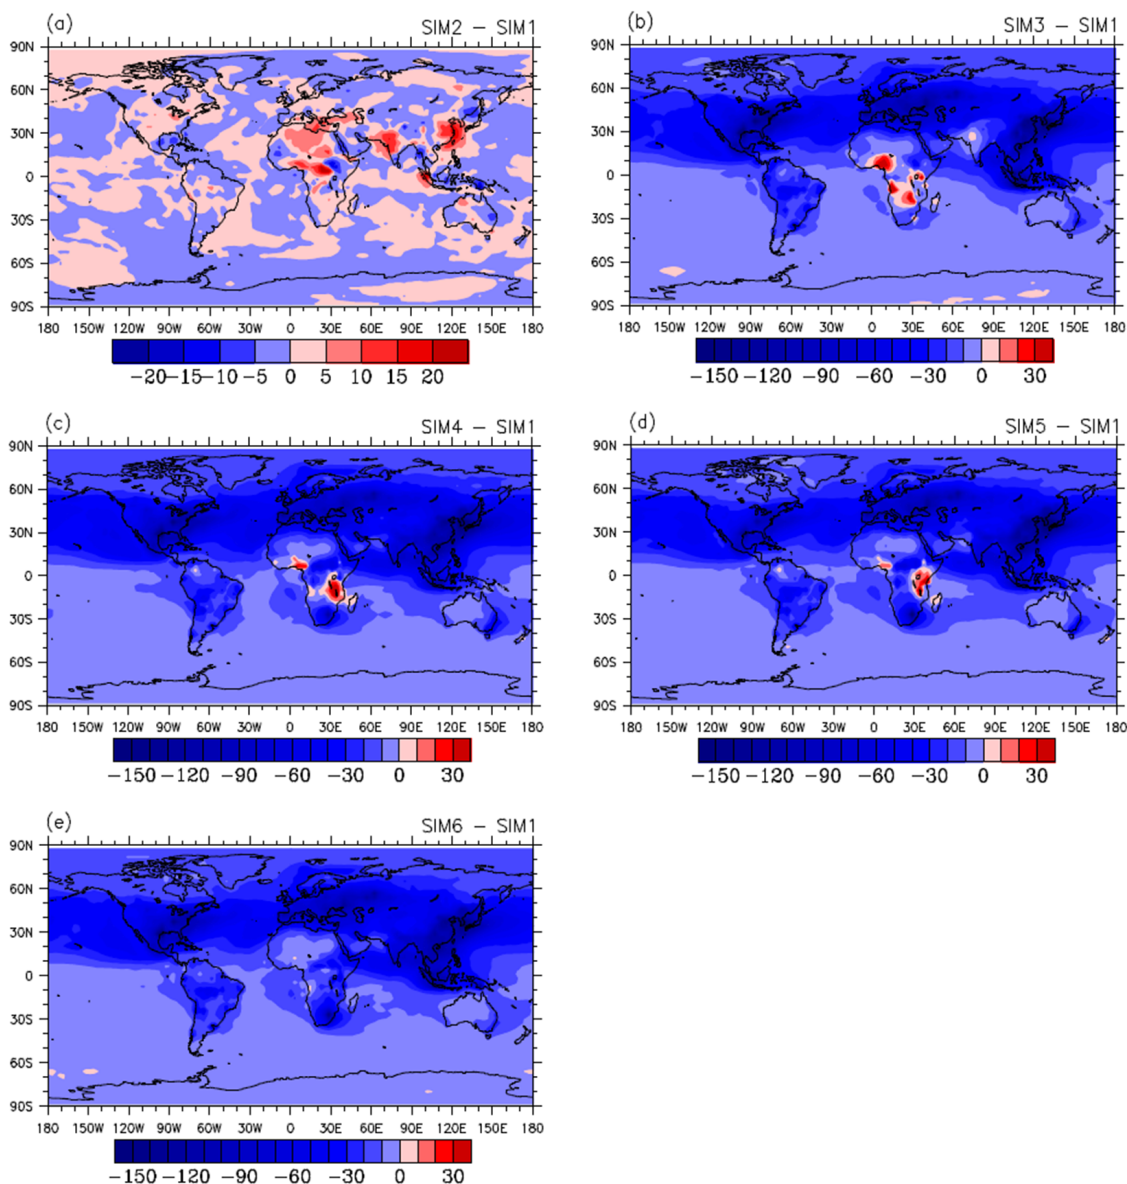 (a) SIM2 − SIM1
90N
60N
30N
0
30S
60S
90S
180 150W 120W 90W 60W 30W 0 30E 60E 90E 120E 150E 180
−20 −15 −10 −5 0 5 10 15 20
(b) SIM3 − SIM1
90N
60N
30N
0
30S
60S
90S
180 150W 120W 90W 60W 30W 0 30E 60E 90E 120E 150E 180
−150 −120 −90 −60 −30 0 30
(c) SIM4 − SIM1
90N
60N
30N
0
30S
60S
90S
180 150W 120W 90W 60W 30W 0 30E 60E 90E 120E 150E 180
−150 −120 −90 −60 −30 0 30
(d) SIM5 − SIM1
90N
60N
30N
0
30S
60S
90S
180 150W 120W 90W 60W 30W 0 30E 60E 90E 120E 150E 180
−150 −120 −90 −60 −30 0 30
(e) SIM6 − SIM1
90N
60N
30N
0
30S
60S
90S
180 150W 120W 90W 60W 30W 0 30E 60E 90E 120E 150E 180
−150 −120 −90 −60 −30 0 30